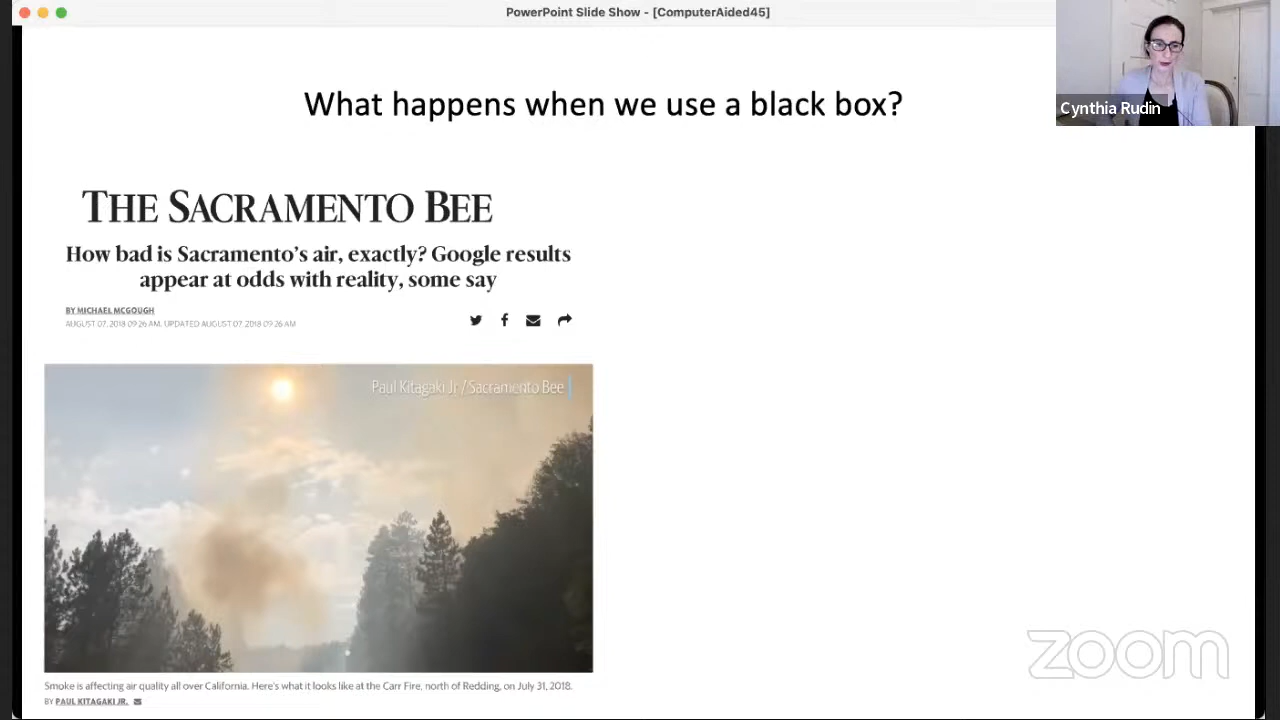 PowerPoint Slide Show - [ComputerAided45]
Cynthia Rudin
What happens when we use a black box?
THE SACRAMENTO BEE
How bad is Sacramento's air, exactly? Google results
appear at odds with reality, some say
BY MICHAEL MCGOUGH
AUGUST 07, 2018 09:26 AM, UPDATED AUGUST 07, 2018 09:26 AM
Paul Kitagaki Jr / Sacramento Bee
Smoke is affecting air quality all over California. Here's what it looks like at the Carr Fire, north of Redding, on July 31, 2018.
BY PAUL KITAGAKI JR.
zoom